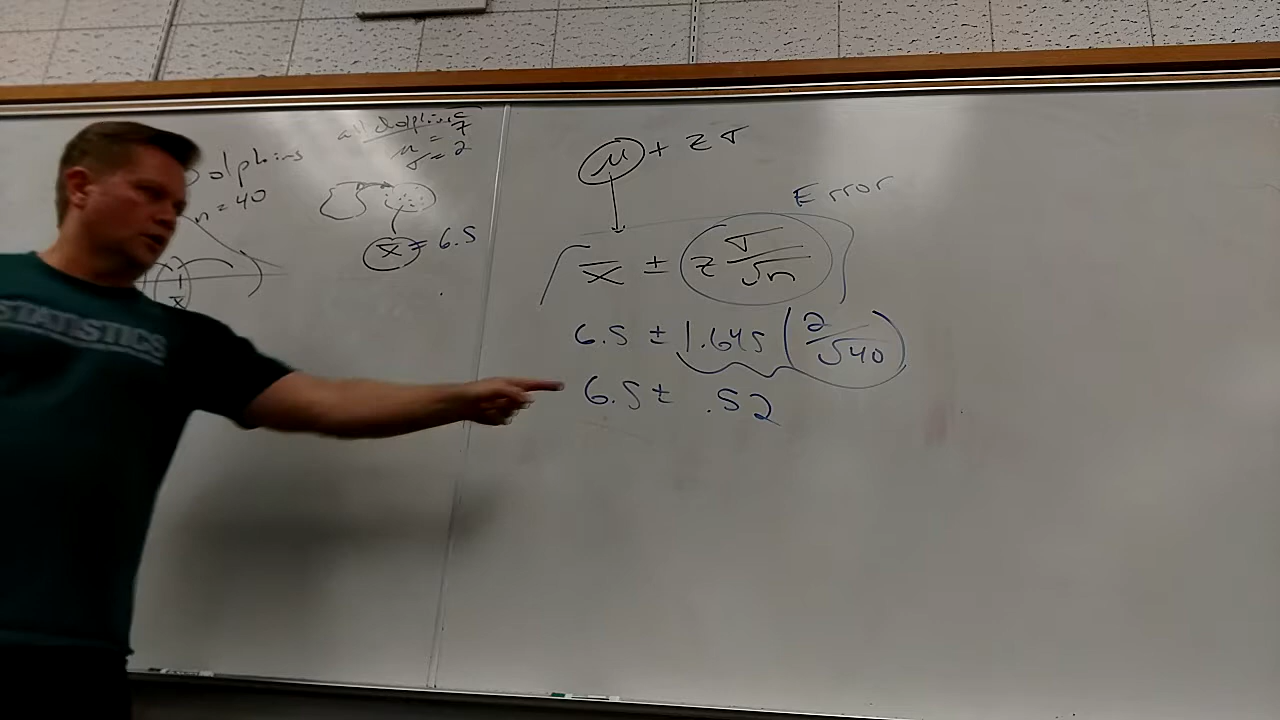 STATISTICS
olphins
n = 40
all dolphins
μ = 7
σ = 2
x̄ = 6.5
x̄
μ + z σ
Error
x̄ ± z σ/√n
6.5 ± 1.645 (2/√40)
6.5 ± .52